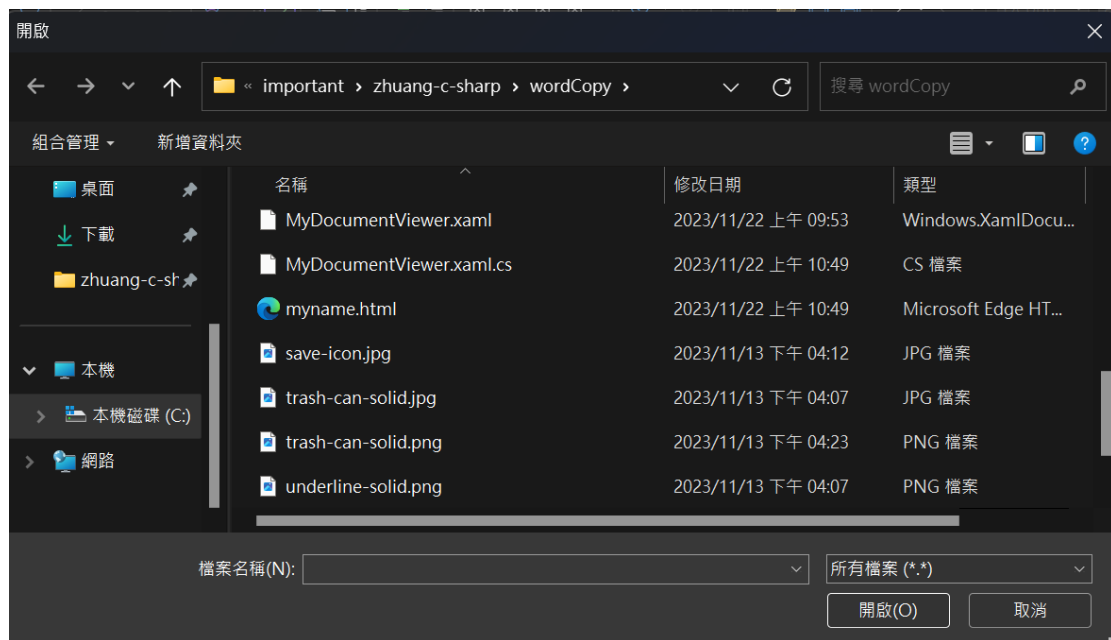 開啟
« important › zhuang-c-sharp › wordCopy ›
搜尋 wordCopy
組合管理
新增資料夾
桌面
下載
zhuang-c-sh
本機
本機磁碟 (C:)
網路
名稱 修改日期 類型
MyDocumentViewer.xaml 2023/11/22 上午 09:53 Windows.XamlDocu...
MyDocumentViewer.xaml.cs 2023/11/22 上午 10:49 CS 檔案
myname.html 2023/11/22 上午 10:49 Microsoft Edge HT...
save-icon.jpg 2023/11/13 下午 04:12 JPG 檔案
trash-can-solid.jpg 2023/11/13 下午 04:07 JPG 檔案
trash-can-solid.png 2023/11/13 下午 04:23 PNG 檔案
underline-solid.png 2023/11/13 下午 04:07 PNG 檔案
檔案名稱(N):
所有檔案 (*.*)
開啟(O)
取消